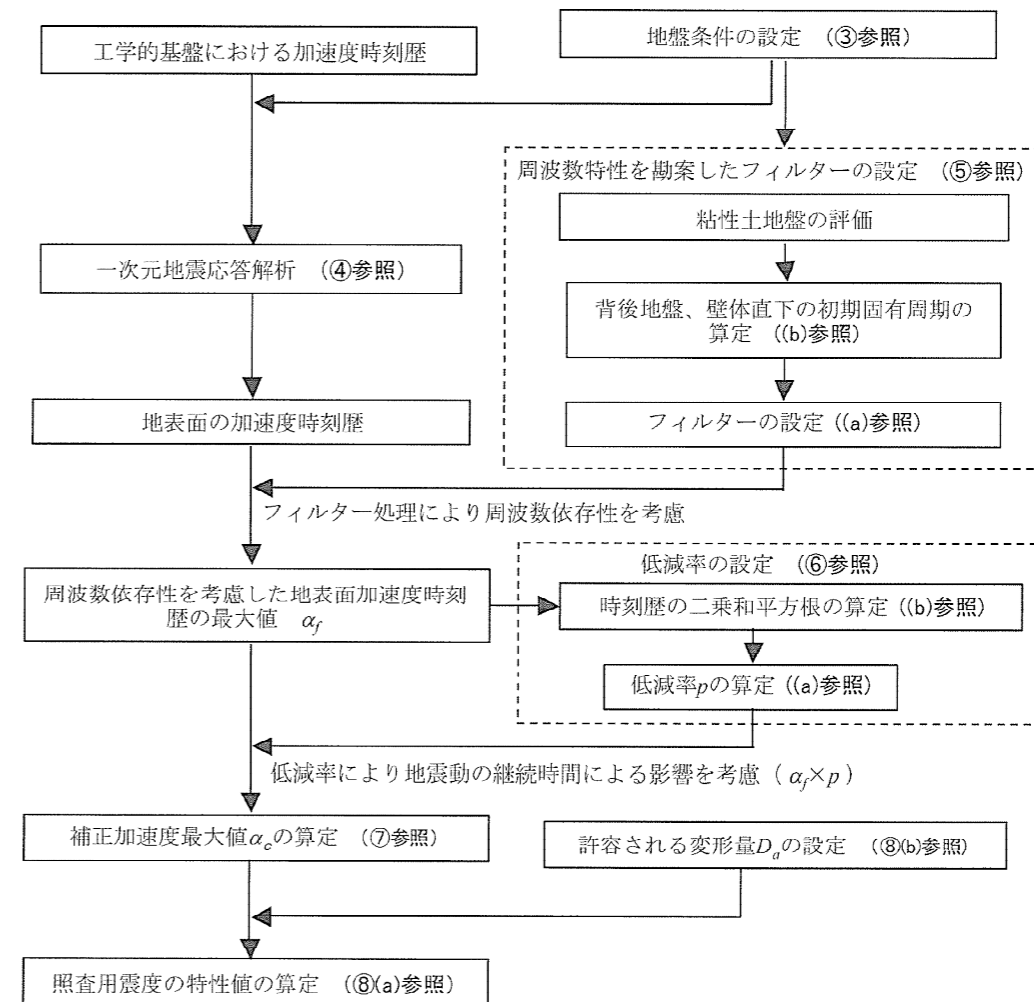 工学的基盤における加速度時刻歴
地盤条件の設定 (③参照)
周波数特性を勘案したフィルターの設定 (⑤参照)
粘性土地盤の評価
一次元地震応答解析 (④参照)
背後地盤、壁体直下の初期固有周期の
算定 ((b)参照)
地表面の加速度時刻歴
フィルターの設定 ((a)参照)
フィルター処理により周波数依存性を考慮
低減率の設定 (⑥参照)
周波数依存性を考慮した地表面加速度時刻
歴の最大値 αf
時刻歴の二乗和平方根の算定 ((b)参照)
低減率pの算定 ((a)参照)
低減率により地震動の継続時間による影響を考慮 (αf×p)
補正加速度最大値αcの算定 (⑦参照)
許容される変形量Daの設定 (⑧(b)参照)
照査用震度の特性値の算定 (⑧(a)参照)